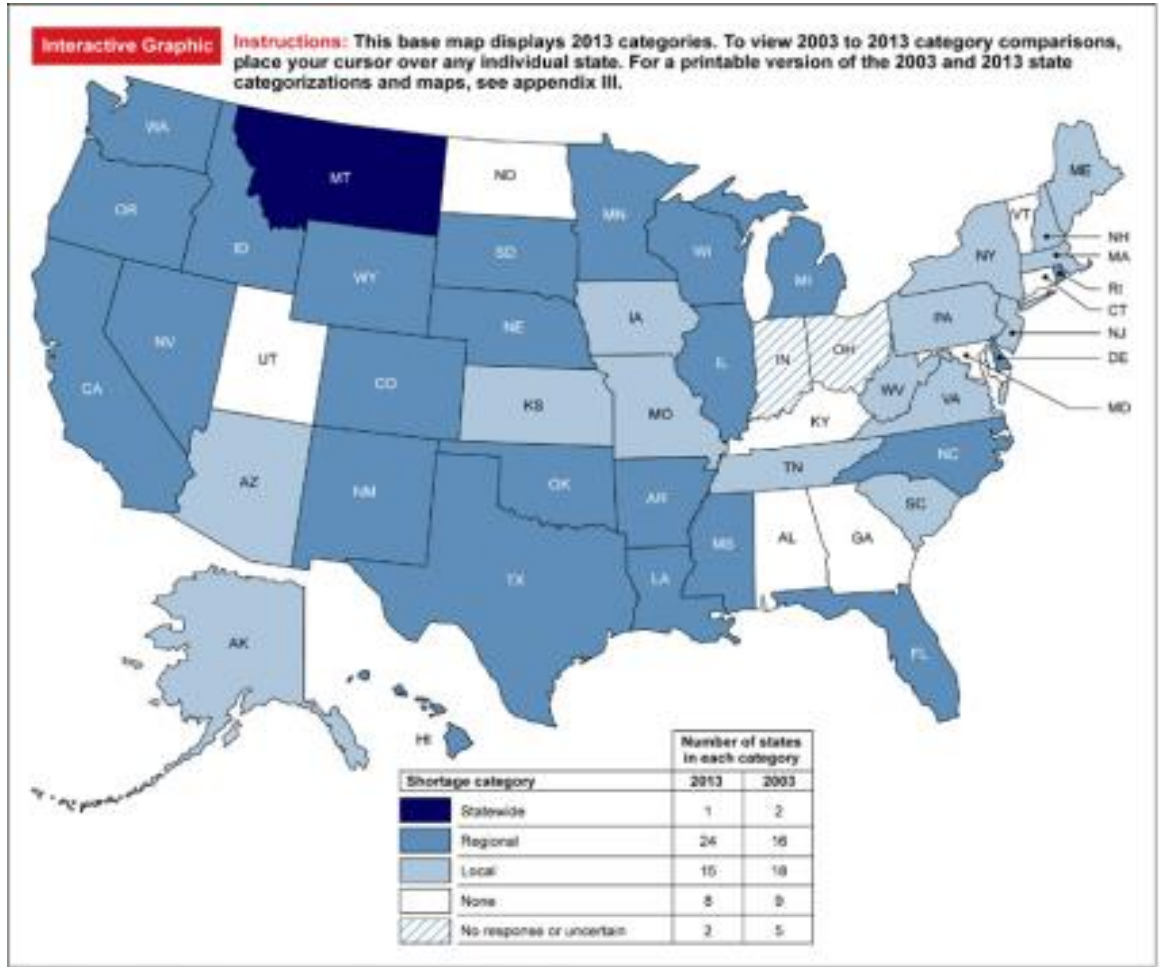 Interactive Graphic
Instructions: This base map displays 2013 categories. To view 2003 to 2013 category comparisons,
place your cursor over any individual state. For a printable version of the 2003 and 2013 state
categorizations and maps, see appendix III.
WA
MT
ND
MN
ME
OR
ID
SD
WI
VT
NH
WY
MI
NY
MA
RI
CT
NE
IA
PA
NJ
NV
UT
IL
IN
OH
DE
CA
CO
KS
MO
WV
VA
MD
KY
AZ
NM
OK
AR
TN
NC
SC
MS
AL
GA
TX
LA
AK
FL
HI
Number of states
in each category
Shortage category 2013 2003
Statewide 1 2
Regional 24 16
Local 15 18
None 8 9
No response or uncertain 2 5